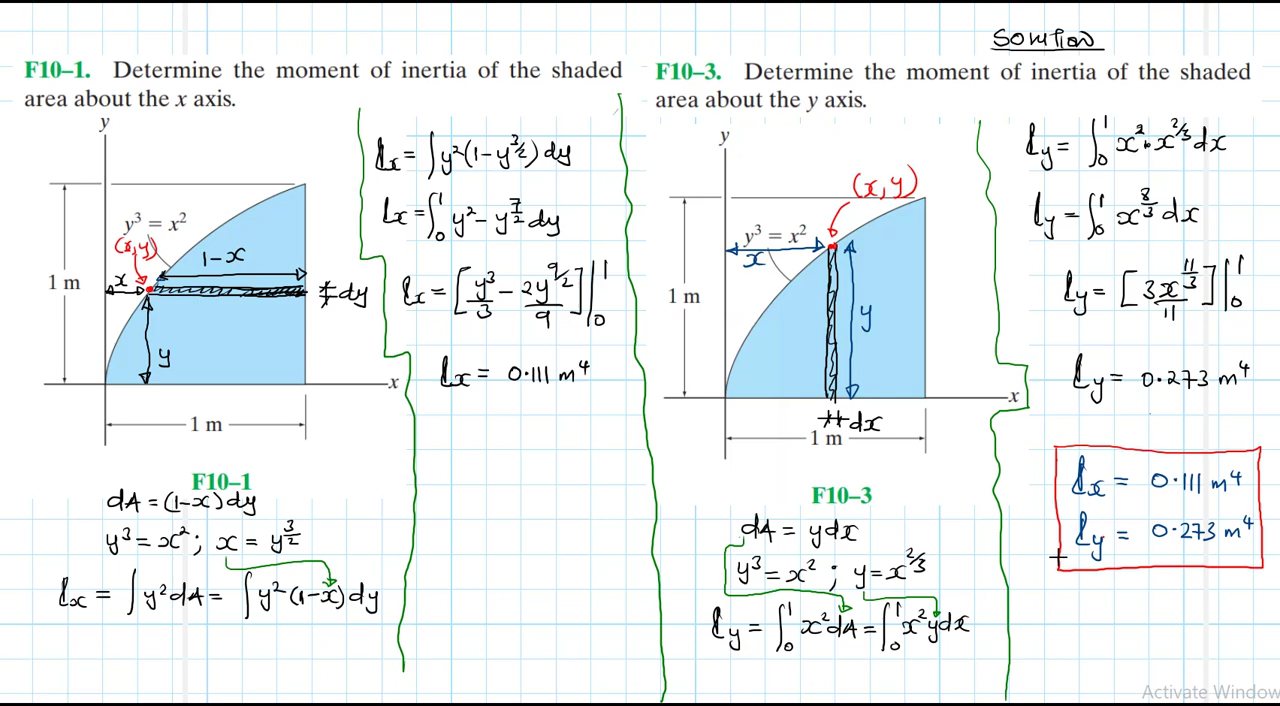 Solution
F10–1. Determine the moment of inertia of the shaded
area about the x axis.
y
y³ = x²
(x,y)
1-x
x
1 m
dy
y
x
1 m
F10–1
dA = (1-x)dy
y³ = x² ; x = y^(3/2)
Ix = ∫y²dA = ∫y²(1-x)dy
Ix = ∫y²(1-y^(3/2))dy
Ix = ∫₀¹ y² - y^(7/2) dy
Ix = [y³/3 - 2y^(9/2)/9]|₀¹
Ix = 0.111 m⁴
F10–3. Determine the moment of inertia of the shaded
area about the y axis.
y
(x,y)
y³ = x²
x
1 m
y
x
dx
1 m
F10–3
dA = ydx
y³ = x² ; y = x^(2/3)
Iy = ∫₀¹ x²dA = ∫₀¹ x²ydx
Iy = ∫₀¹ x²·x^(2/3)dx
Iy = ∫₀¹ x^(8/3)dx
Iy = [3x^(11/3)/11]|₀¹
Iy = 0.273 m⁴
Ix = 0.111 m⁴
Iy = 0.273 m⁴
Activate Window